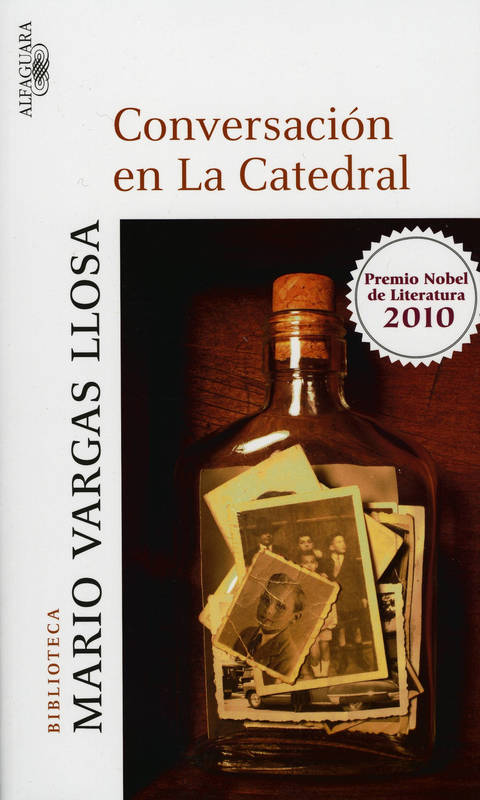 ALFAGUARA
Conversación
en La Catedral
Premio Nobel
de Literatura
2010
BIBLIOTECA
MARIO VARGAS LLOSA